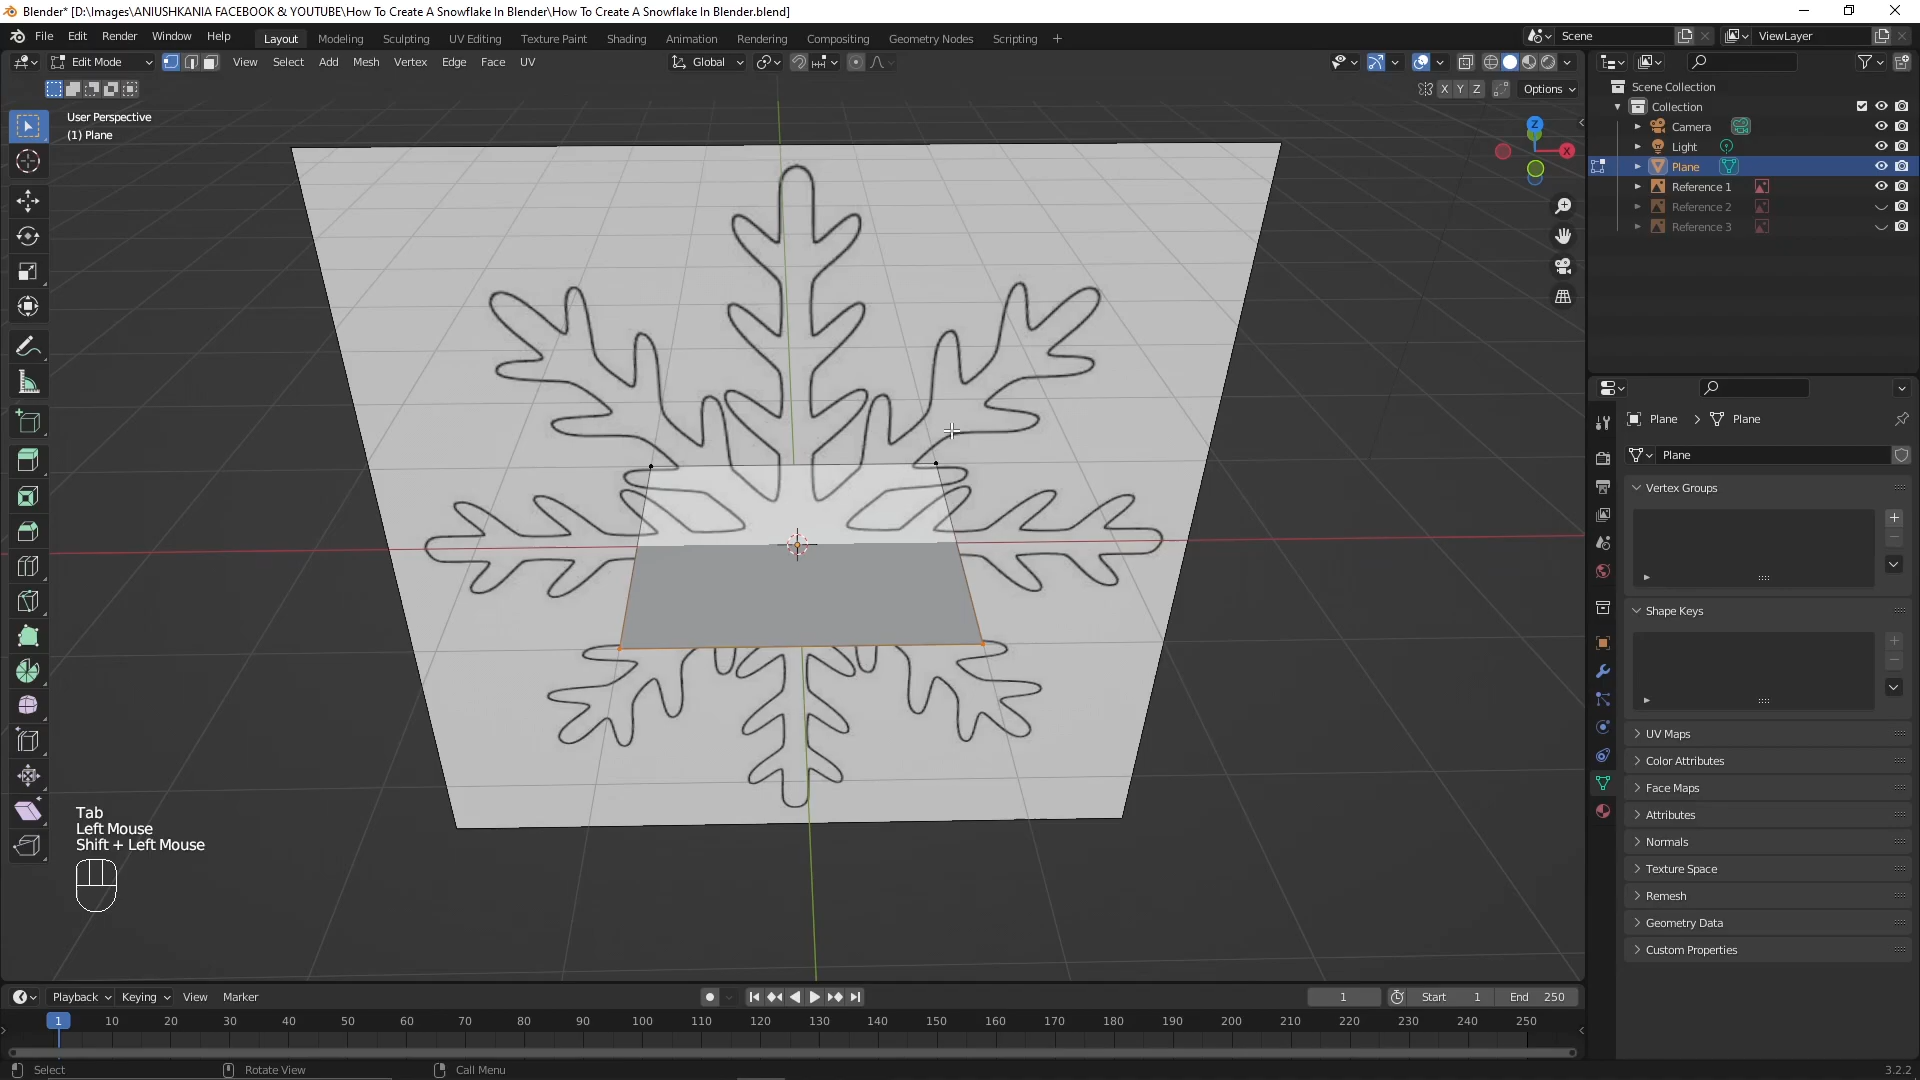 Blender* [D:\Images\ANIUSHKANIA FACEBOOK & YOUTUBE\How To Create A Snowflake In Blender\How To Create A Snowflake In Blender.blend]
File Edit Render Window Help Layout Modeling Sculpting UV Editing Texture Paint Shading Animation Rendering Compositing Geometry Nodes Scripting + Scene ViewLayer
Edit Mode View Select Add Mesh Vertex Edge Face UV Global
X Y Z Options
User Perspective
(1) Plane
Z
X
Scene Collection
Collection
Camera
Light
Plane
Reference 1
Reference 2
Reference 3
Plane > Plane
Plane
Vertex Groups
Shape Keys
UV Maps
Color Attributes
Face Maps
Attributes
Normals
Texture Space
Remesh
Geometry Data
Custom Properties
Tab
Left Mouse
Shift + Left Mouse
Playback Keying View Marker 1 Start 1 End 250
1 10 20 30 40 50 60 70 80 90 100 110 120 130 140 150 160 170 180 190 200 210 220 230 240 250
Select Rotate View Call Menu 3.2.2